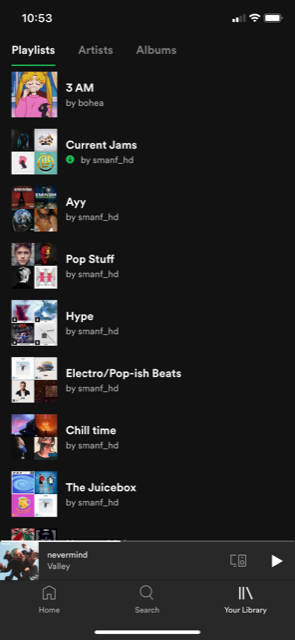 10:53
Playlists Artists Albums
3 AM
by bohea
Current Jams
by smanf_hd
Ayy
by smanf_hd
Pop Stuff
by smanf_hd
Hype
by smanf_hd
Electro/Pop-ish Beats
by smanf_hd
Chill time
by smanf_hd
The Juicebox
by smanf_hd
nevermind
Valley
Home Search Your Library